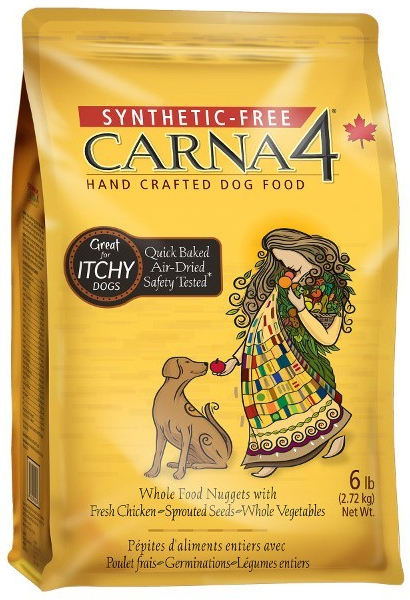 SYNTHETIC-FREE
CARNA4®
HAND CRAFTED DOG FOOD
Great
for
ITCHY
DOGS
Quick Baked
Air-Dried
Safety Tested+
6 lb
(2.72 kg)
Net Wt.
Whole Food Nuggets with
Fresh Chicken~Sprouted Seeds~Whole Vegetables
Pépites d'aliments entiers avec
Poulet frais~Germinations~Légumes entiers